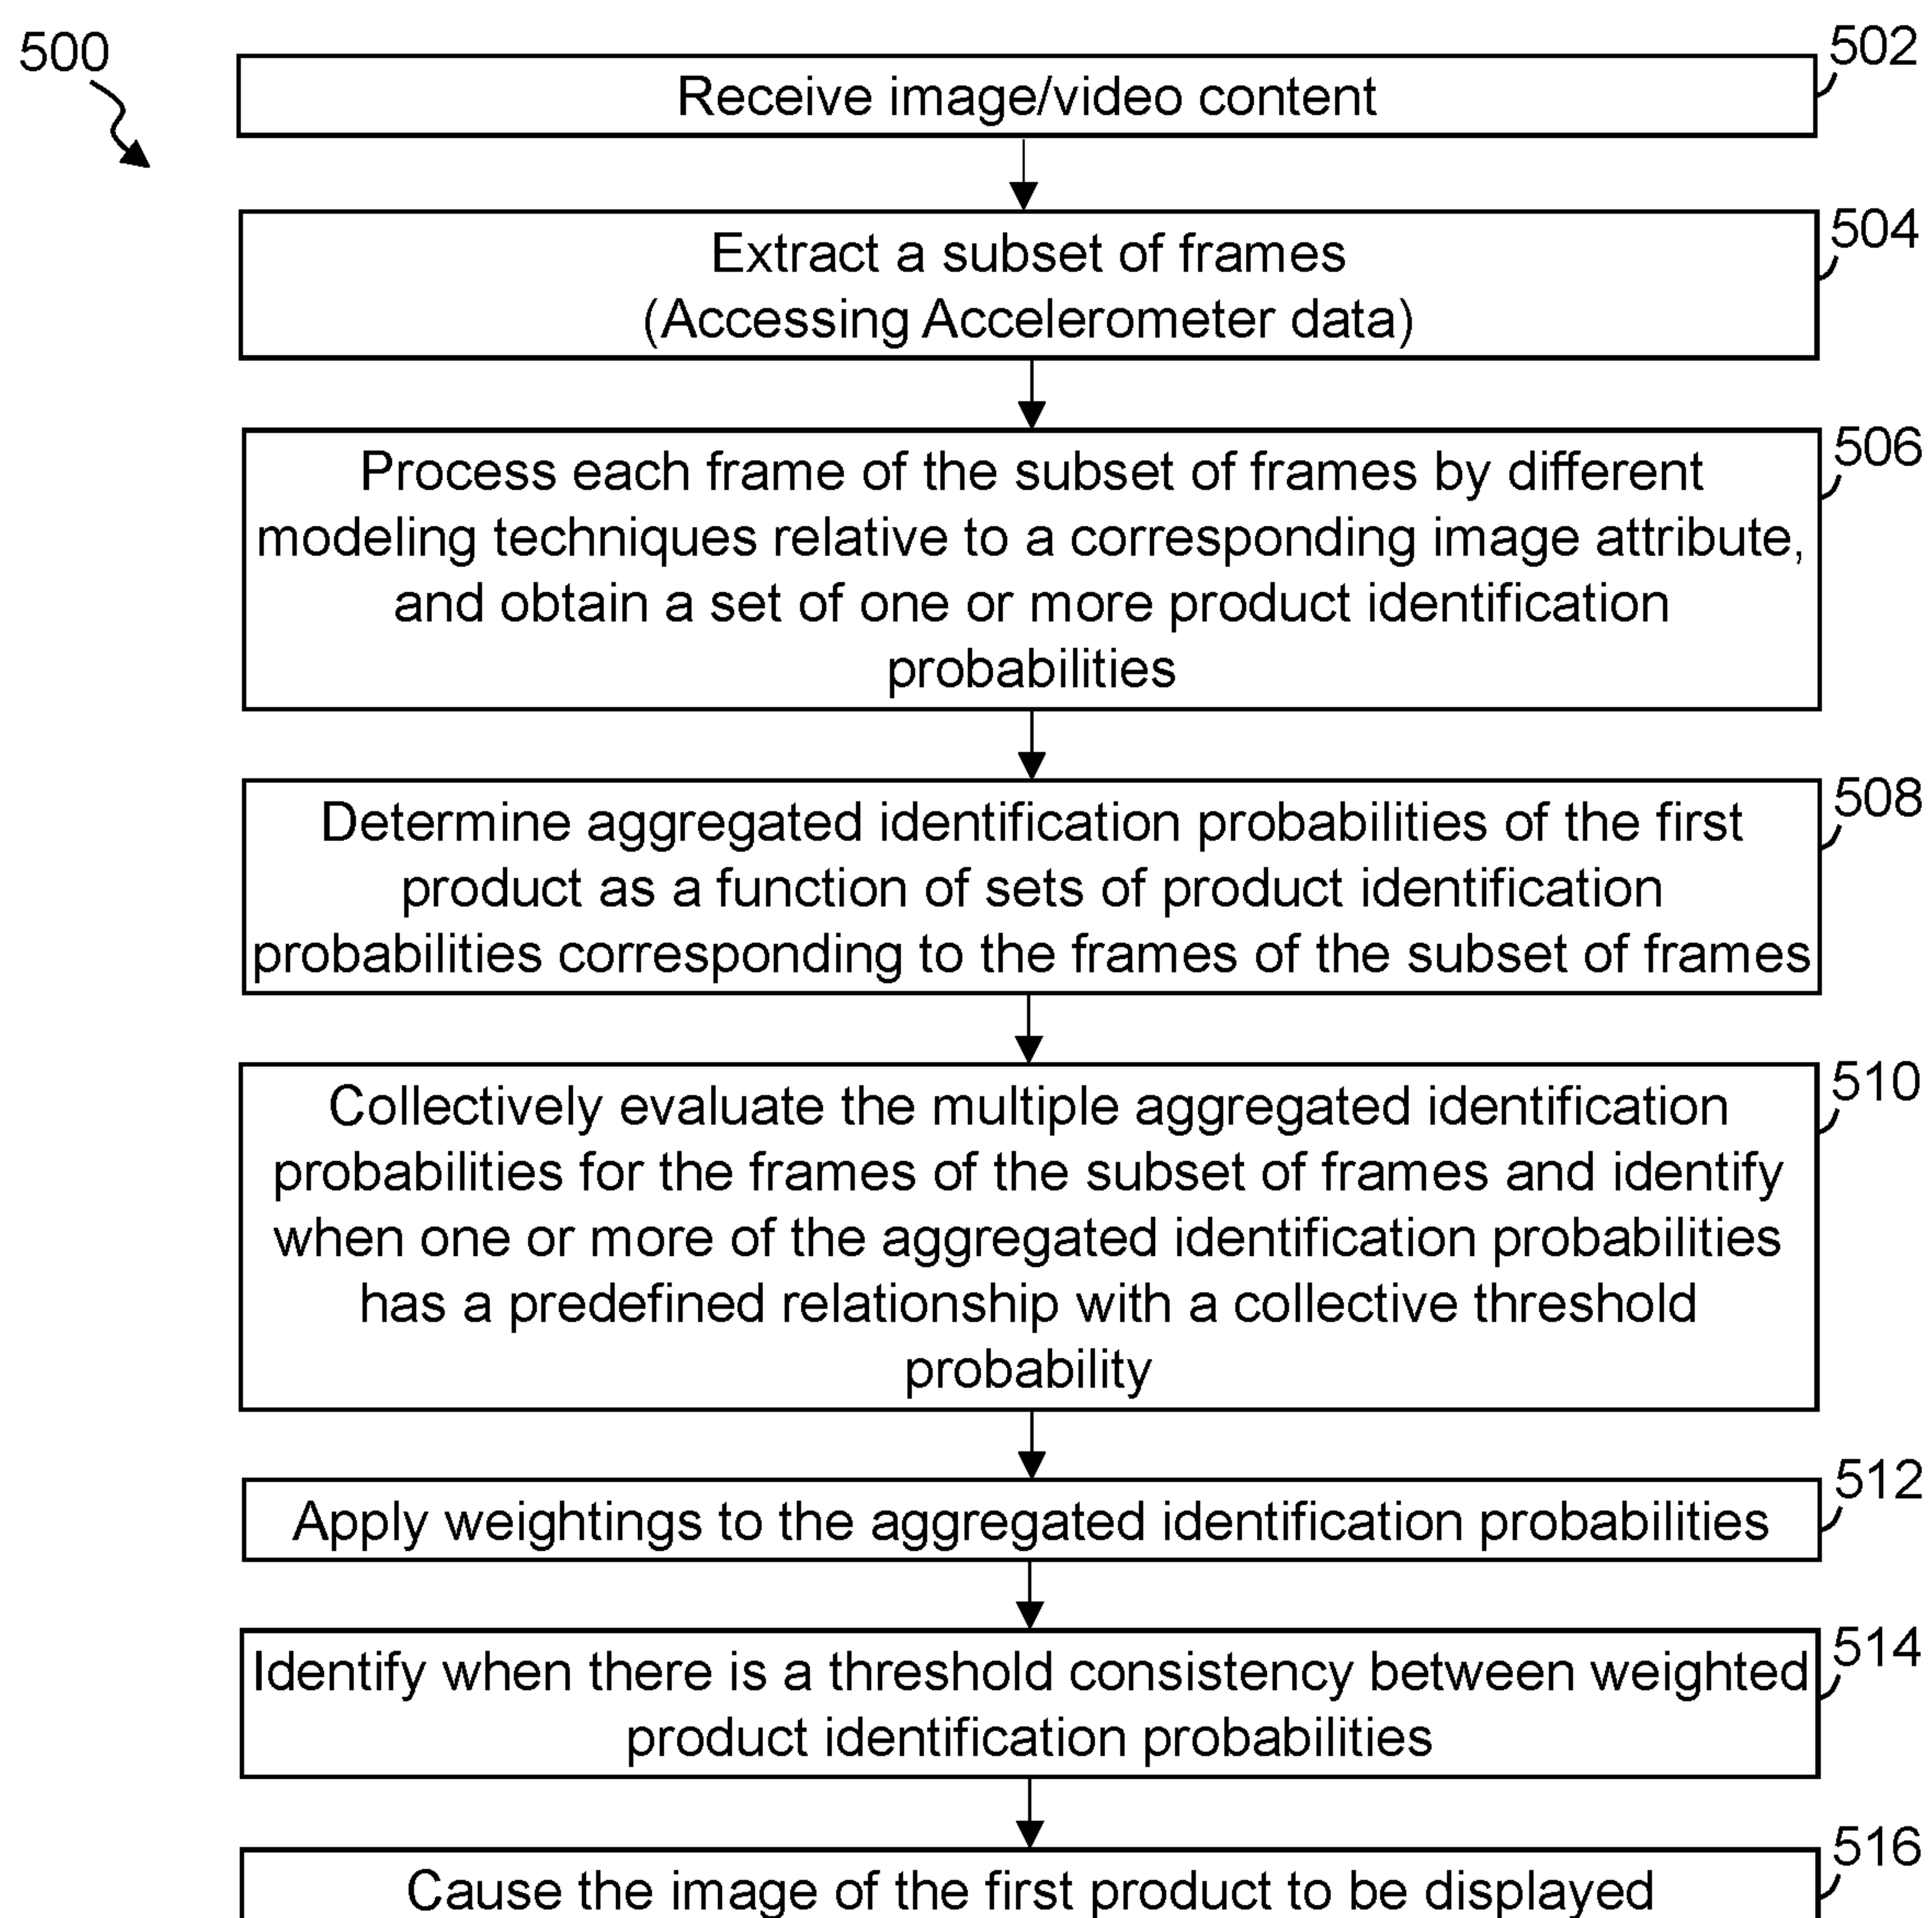 500
502
Receive image/video content
504
Extract a subset of frames
(Accessing Accelerometer data)
506
Process each frame of the subset of frames by different
modeling techniques relative to a corresponding image attribute,
and obtain a set of one or more product identification
probabilities
508
Determine aggregated identification probabilities of the first
product as a function of sets of product identification
probabilities corresponding to the frames of the subset of frames
510
Collectively evaluate the multiple aggregated identification
probabilities for the frames of the subset of frames and identify
when one or more of the aggregated identification probabilities
has a predefined relationship with a collective threshold
probability
512
Apply weightings to the aggregated identification probabilities
514
Identify when there is a threshold consistency between weighted
product identification probabilities
516
Cause the image of the first product to be displayed